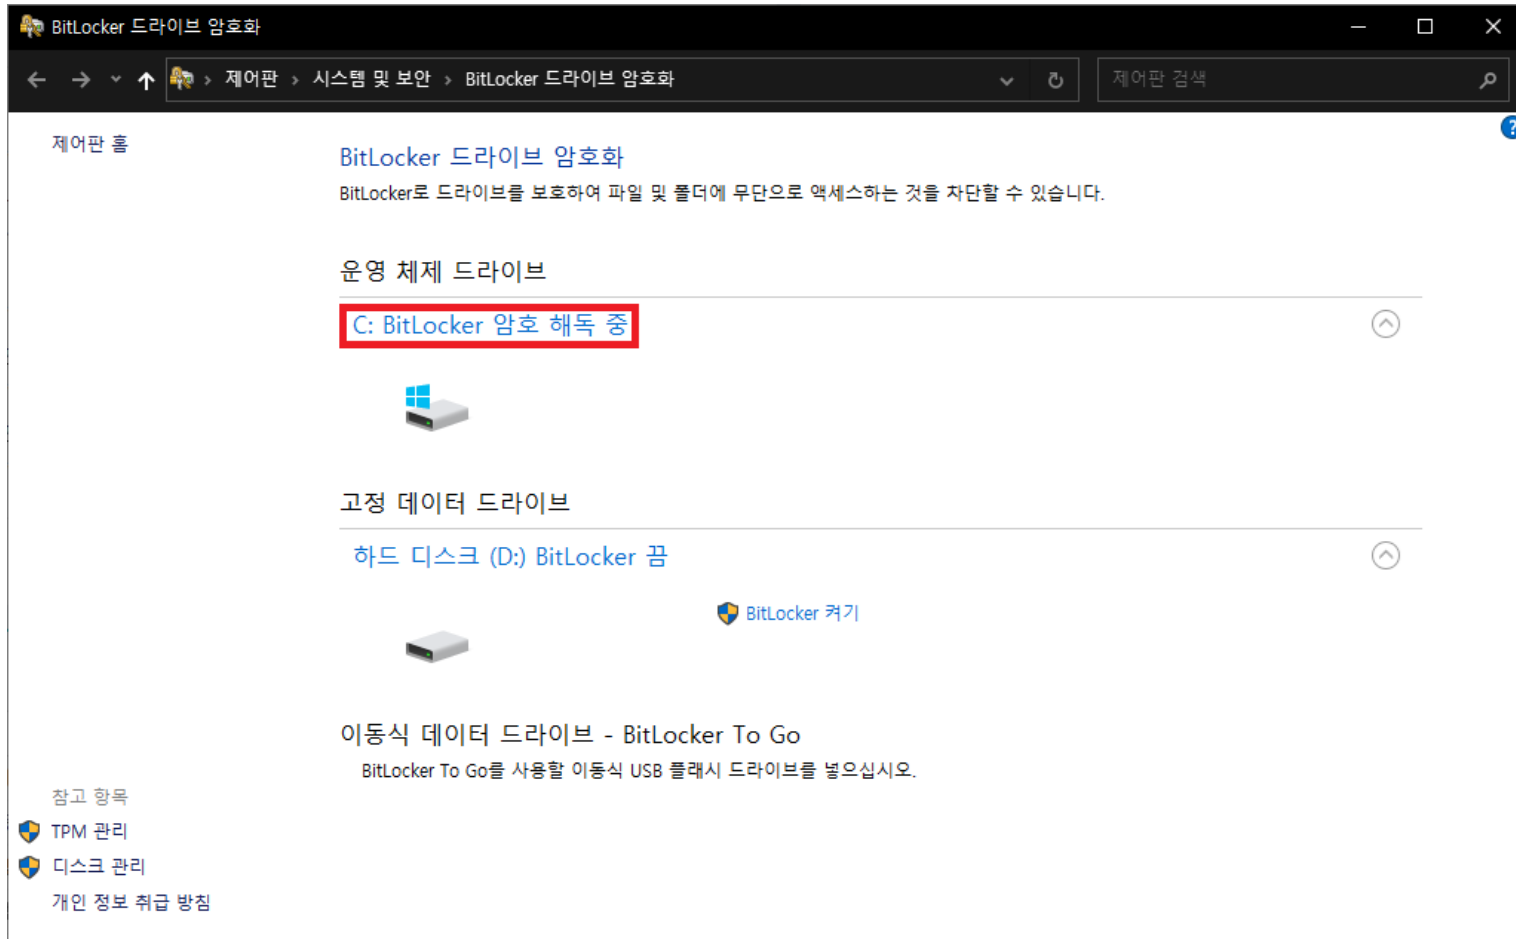 BitLocker 드라이브 암호화
제어판 › 시스템 및 보안 › BitLocker 드라이브 암호화
제어판 검색
제어판 홈
BitLocker 드라이브 암호화
BitLocker로 드라이브를 보호하여 파일 및 폴더에 무단으로 액세스하는 것을 차단할 수 있습니다.
운영 체제 드라이브
C: BitLocker 암호 해독 중
고정 데이터 드라이브
하드 디스크 (D:) BitLocker 끔
BitLocker 켜기
이동식 데이터 드라이브 - BitLocker To Go
BitLocker To Go를 사용할 이동식 USB 플래시 드라이브를 넣으십시오.
참고 항목
TPM 관리
디스크 관리
개인 정보 취급 방침